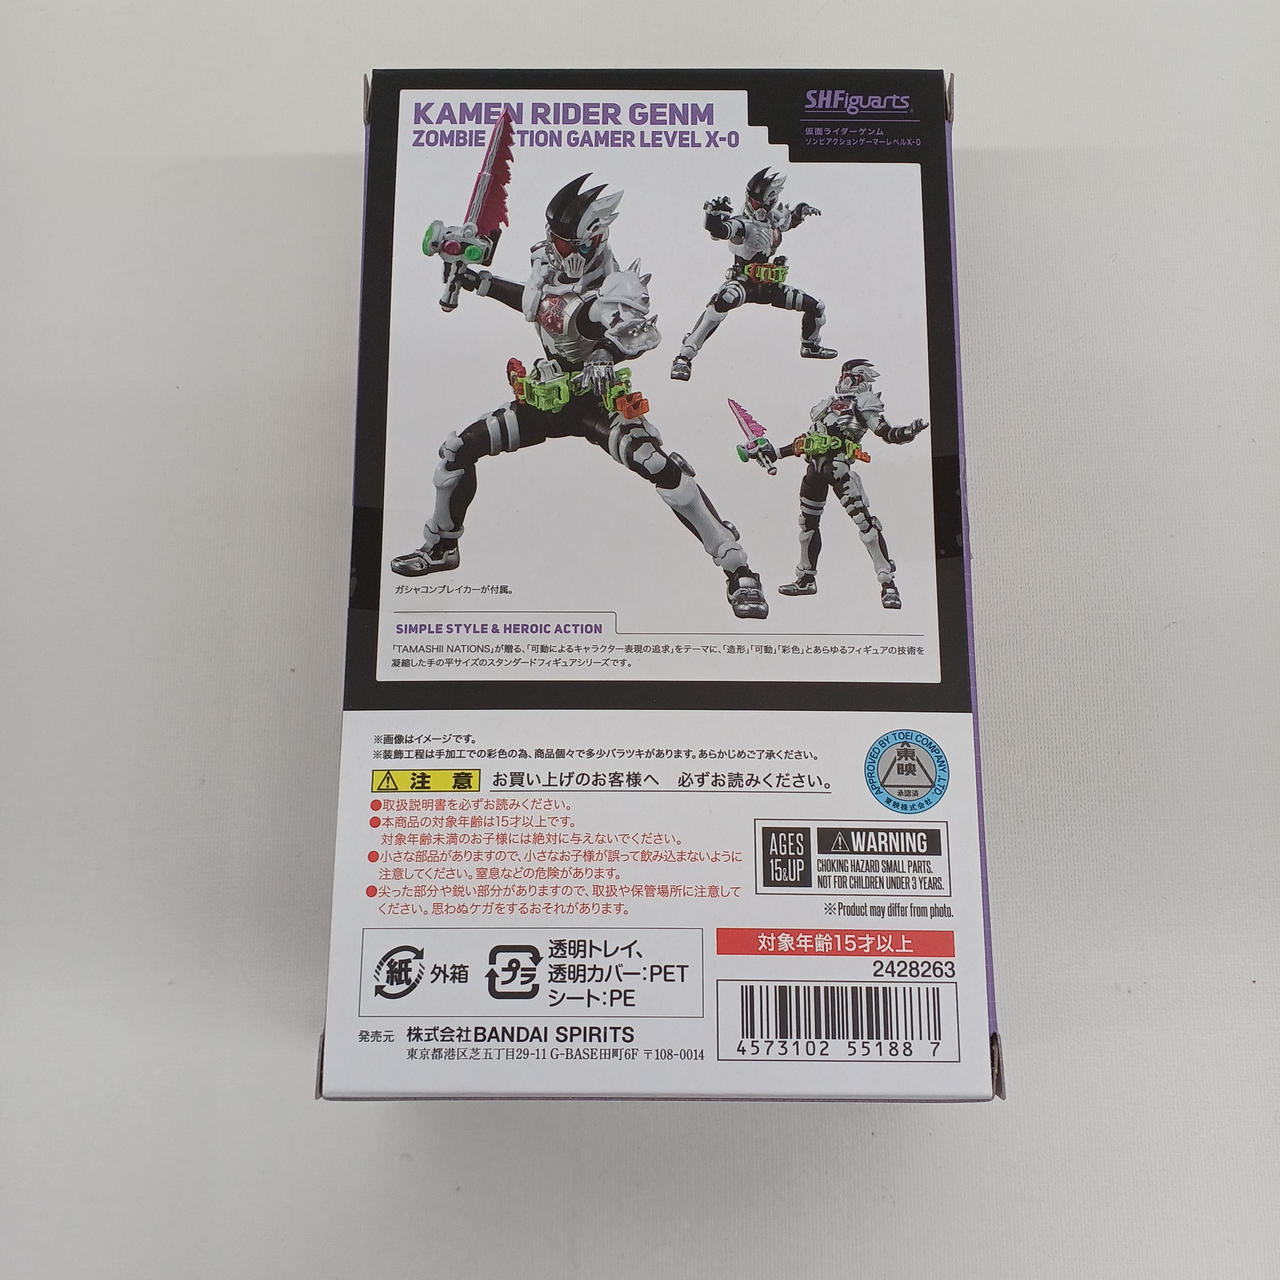 KAMEN RIDER GENM
ZOMBIE ACTION GAMER LEVEL X-0
S.H.Figuarts
仮面ライダーゲンム
ゾンビアクションゲーマーレベルX-0
ガシャコンブレイカーが付属。
SIMPLE STYLE & HEROIC ACTION
「TAMASHII NATIONS」が贈る、「可動によるキャラクター表現の追求」をテーマに、「造形」「可動」「彩色」とあらゆるフィギュアの技術を
凝縮した手の平サイズのスタンダードフィギュアシリーズです。
※画像はイメージです。
※装飾工程は手加工での彩色の為、商品個々で多少バラツキがあります。あらかじめご了承ください。
注意 お買い上げのお客様へ 必ずお読みください。
●取扱説明書を必ずお読みください。
●本商品の対象年齢は15才以上です。
対象年齢未満のお子様には絶対に与えないでください。
●小さな部品がありますので、小さなお子様が誤って飲み込まないように
注意してください。窒息などの危険があります。
●尖った部分や鋭い部分がありますので、取扱や保管場所に注意して
ください。思わぬケガをするおそれがあります。
APPROVED BY TOEI COMPANY, LTD.
東映
承認済
東映株式会社
AGES
15&UP
WARNING
CHOKING HAZARD SMALL PARTS.
NOT FOR CHILDREN UNDER 3 YEARS.
※Product may differ from photo.
紙 外箱
プラ
透明トレイ、
透明カバー:PET
シート:PE
対象年齢15才以上
2428263
4573102 55188 7
発売元 株式会社BANDAI SPIRITS
東京都港区芝五丁目29-11 G-BASE田町6F 〒108-0014